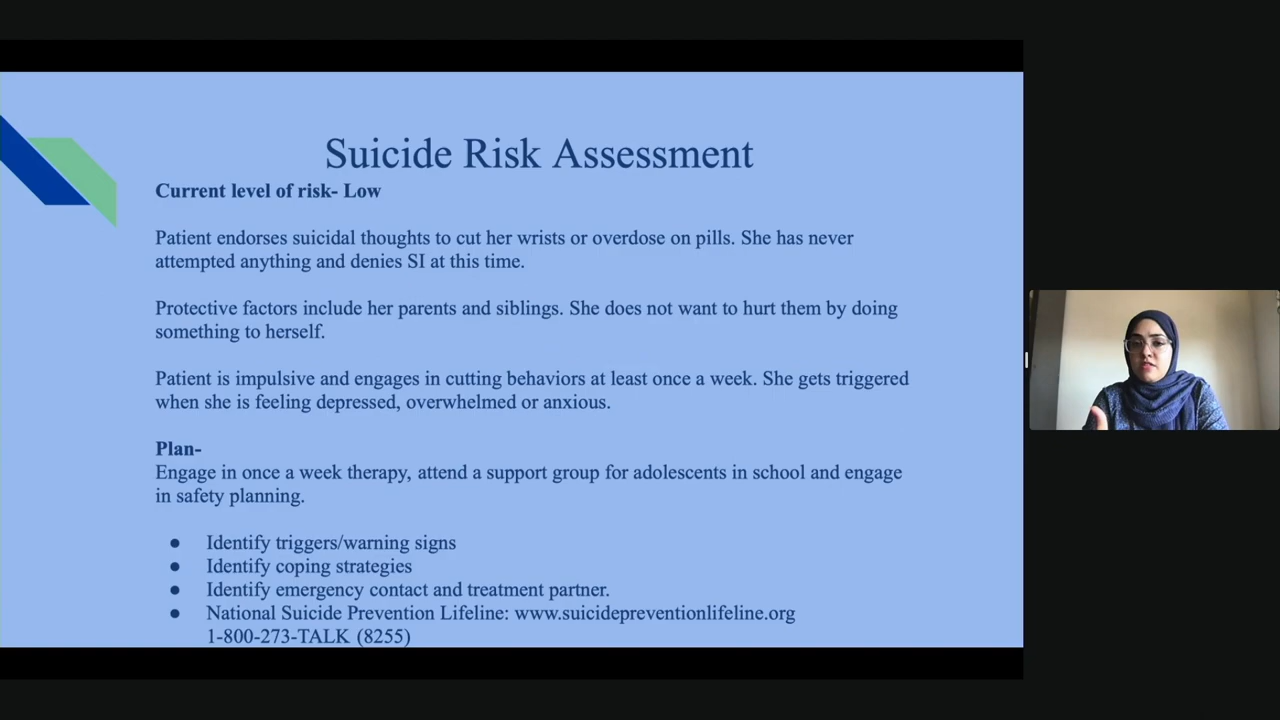 Suicide Risk Assessment
Current level of risk- Low
Patient endorses suicidal thoughts to cut her wrists or overdose on pills. She has never
attempted anything and denies SI at this time.
Protective factors include her parents and siblings. She does not want to hurt them by doing
something to herself.
Patient is impulsive and engages in cutting behaviors at least once a week. She gets triggered
when she is feeling depressed, overwhelmed or anxious.
Plan-
Engage in once a week therapy, attend a support group for adolescents in school and engage
in safety planning.
● Identify triggers/warning signs
● Identify coping strategies
● Identify emergency contact and treatment partner.
● National Suicide Prevention Lifeline: www.suicidepreventionlifeline.org
1-800-273-TALK (8255)